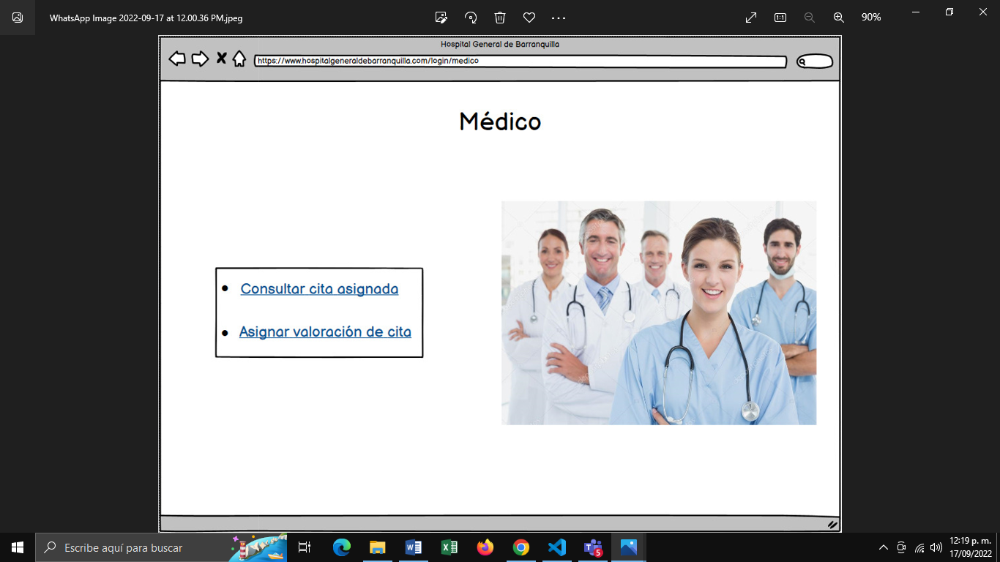 WhatsApp Image 2022-09-17 at 12.00.36 PM.jpeg
90%
Hospital General de Barranquilla
https://www.hospitalgeneraldebarranquilla.com/login/medico
Médico
Consultar cita asignada
Asignar valoración de cita
Escribe aquí para buscar
5
12:19 p. m.
17/09/2022